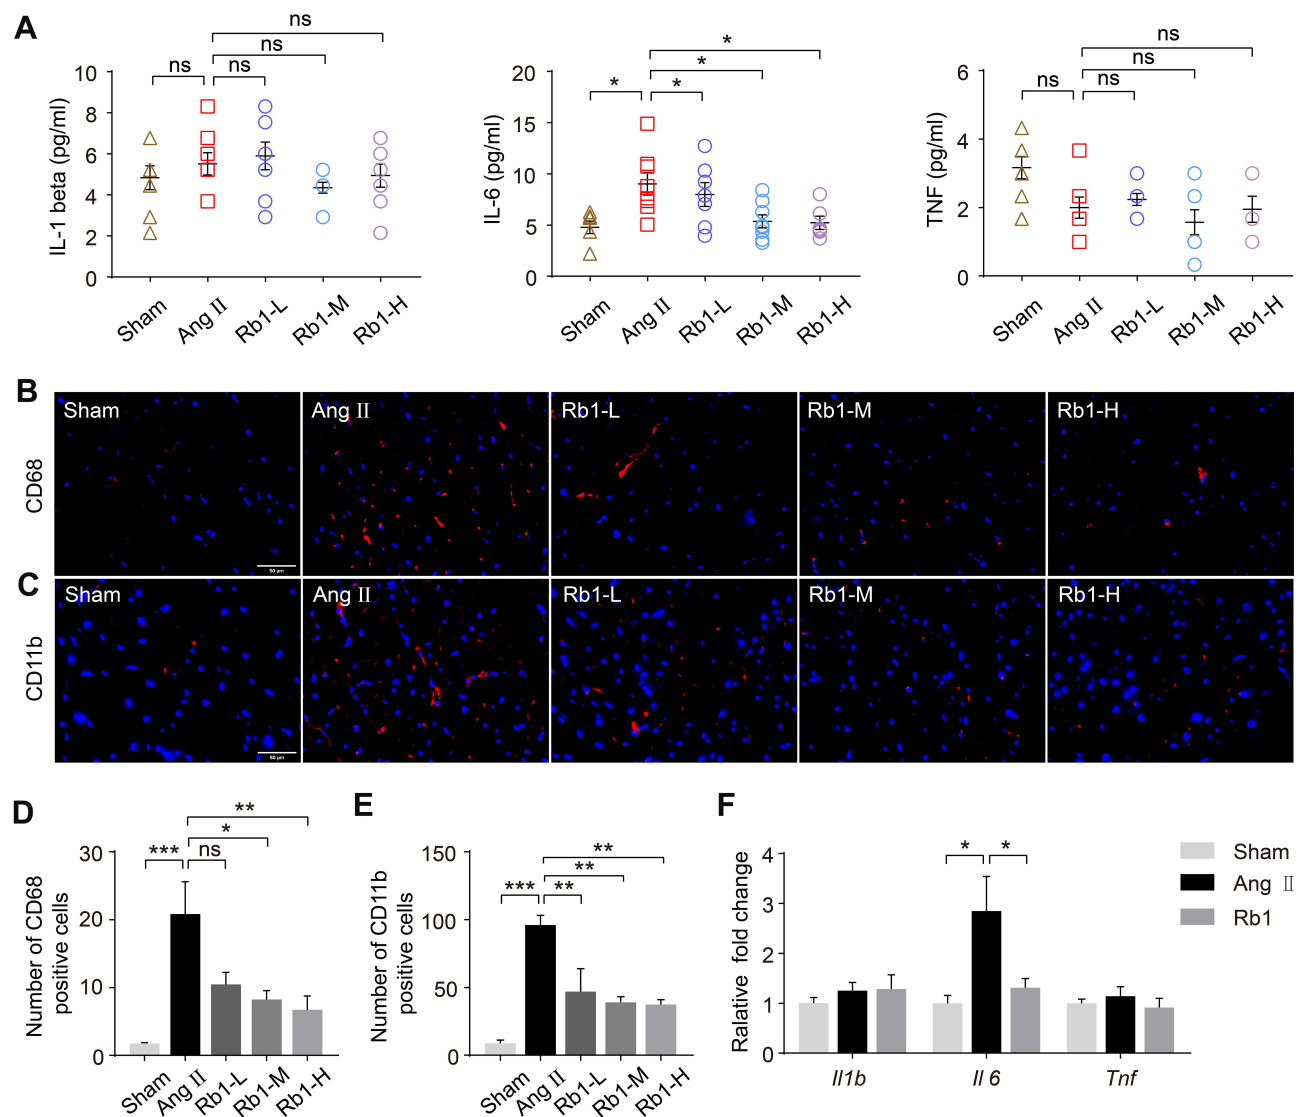 A
ns
ns
ns
ns
IL-1 beta (pg/ml)
10
8
6
4
2
0
Sham
Ang II
Rb1-L
Rb1-M
Rb1-H
*
*
*
*
IL-6 (pg/ml)
20
15
10
5
0
Sham
Ang II
Rb1-L
Rb1-M
Rb1-H
ns
ns
ns
ns
TNF (pg/ml)
6
4
2
0
Sham
Ang II
Rb1-L
Rb1-M
Rb1-H
B
CD68
Sham
Ang II
Rb1-L
Rb1-M
Rb1-H
50 μm
C
CD11b
Sham
Ang II
Rb1-L
Rb1-M
Rb1-H
50 μm
D
**
*
***
ns
Number of CD68
positive cells
30
20
10
0
Sham
Ang II
Rb1-L
Rb1-M
Rb1-H
E
**
**
***
**
Number of CD11b
positive cells
150
100
50
0
Sham
Ang II
Rb1-L
Rb1-M
Rb1-H
F
*
*
Ralative fold change
4
3
2
1
0
Il1b
Il 6
Tnf
Sham
Ang II
Rb1